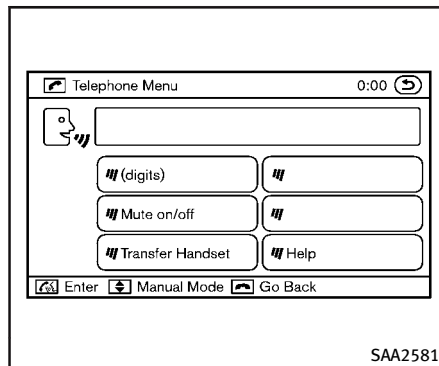 Telephone Menu 0:00
(digits)
Mute on/off
Transfer Handset Help
Enter Manual Mode Go Back
SAA2581